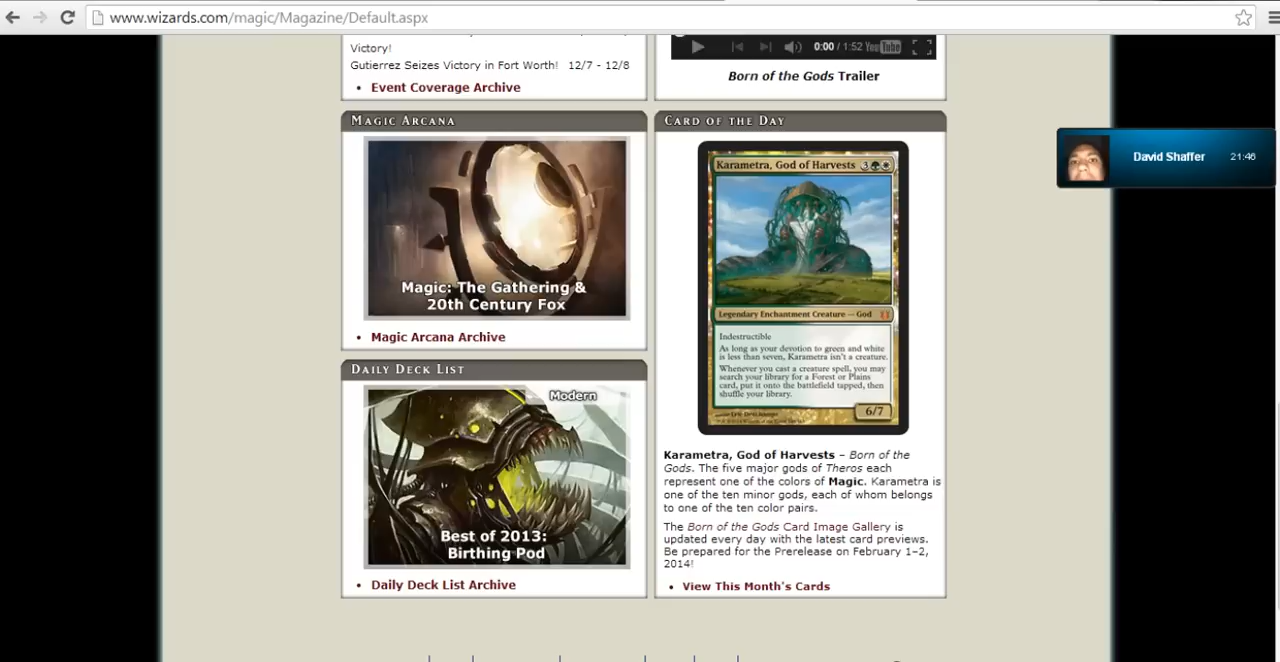 www.wizards.com/magic/Magazine/Default.aspx
Victory!
Gutierrez Seizes Victory in Fort Worth! 12/7 - 12/8
• Event Coverage Archive
0:00 / 1:52 YouTube
Born of the Gods Trailer
MAGIC ARCANA
Magic: The Gathering &
20th Century Fox
• Magic Arcana Archive
DAILY DECK LIST
Modern
Best of 2013:
Birthing Pod
• Daily Deck List Archive
CARD OF THE DAY
Karametra, God of Harvests 3
Legendary Enchantment Creature — God
Indestructible
As long as your devotion to green and white
is less than seven, Karametra isn't a creature.
Whenever you cast a creature spell, you may
search your library for a Forest or Plains
card, put it onto the battlefield tapped, then
shuffle your library.
Eric Deschamps
6/7
Karametra, God of Harvests – Born of the
Gods. The five major gods of Theros each
represent one of the colors of Magic. Karametra is
one of the ten minor gods, each of whom belongs
to one of the ten color pairs.
The Born of the Gods Card Image Gallery is
updated every day with the latest card previews.
Be prepared for the Prerelease on February 1–2,
2014!
• View This Month's Cards
David Shaffer 21:46